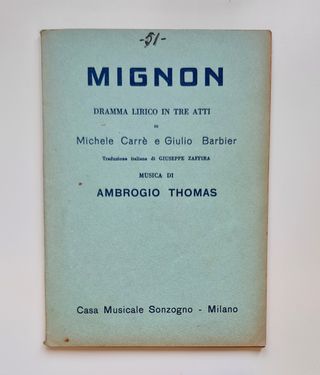 -51-
MIGNON
DRAMMA LIRICO IN TRE ATTI
DI
Michele Carrè e Giulio Barbier
Traduzione italiana di GIUSEPPE ZAFFIRA
MUSICA DI
AMBROGIO THOMAS
Casa Musicale Sonzogno - Milano